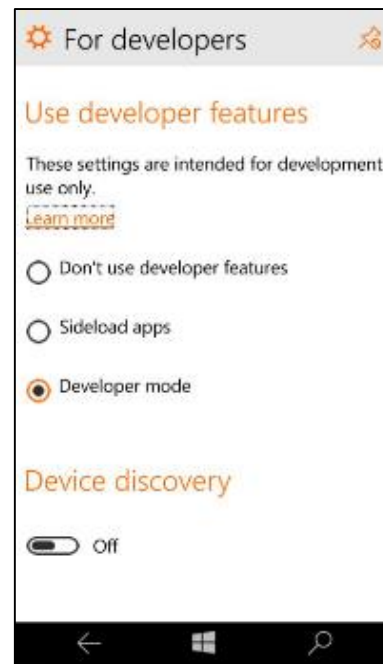 For developers
Use developer features
These settings are intended for development
use only.
Learn more
Don't use developer features
Sideload apps
Developer mode
Device discovery
Off